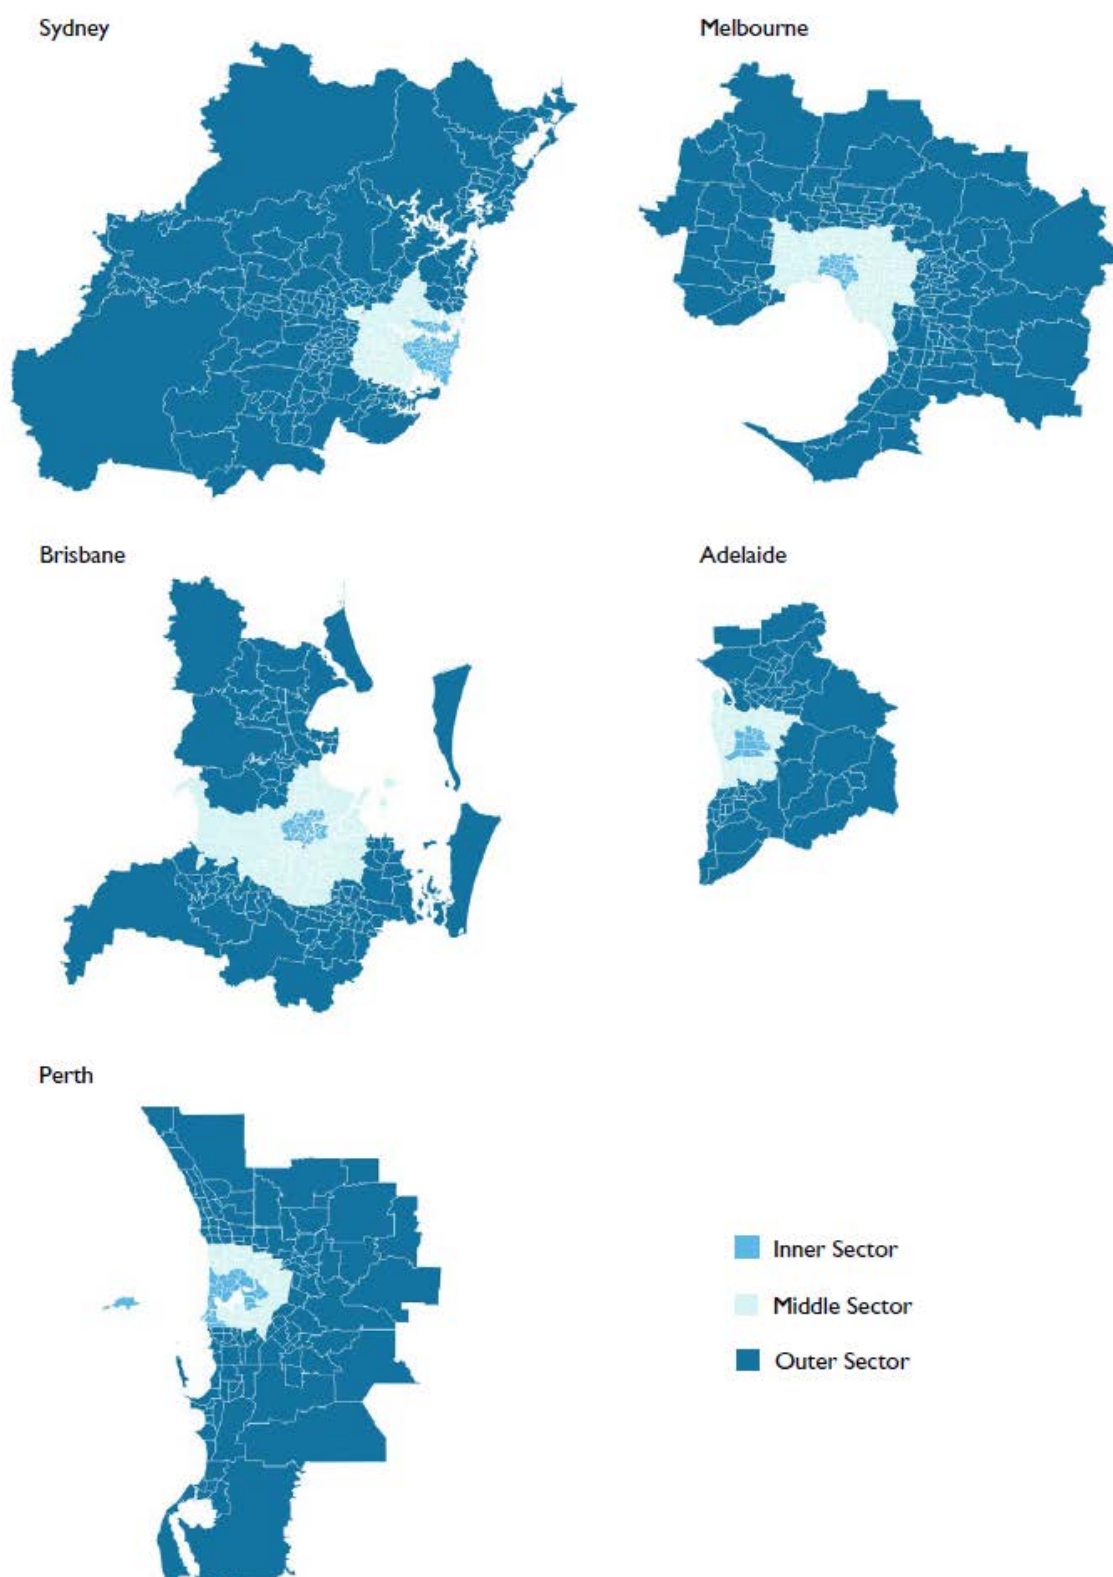 Sydney
Melbourne
Brisbane
Adelaide
Perth
Inner Sector
Middle Sector
Outer Sector